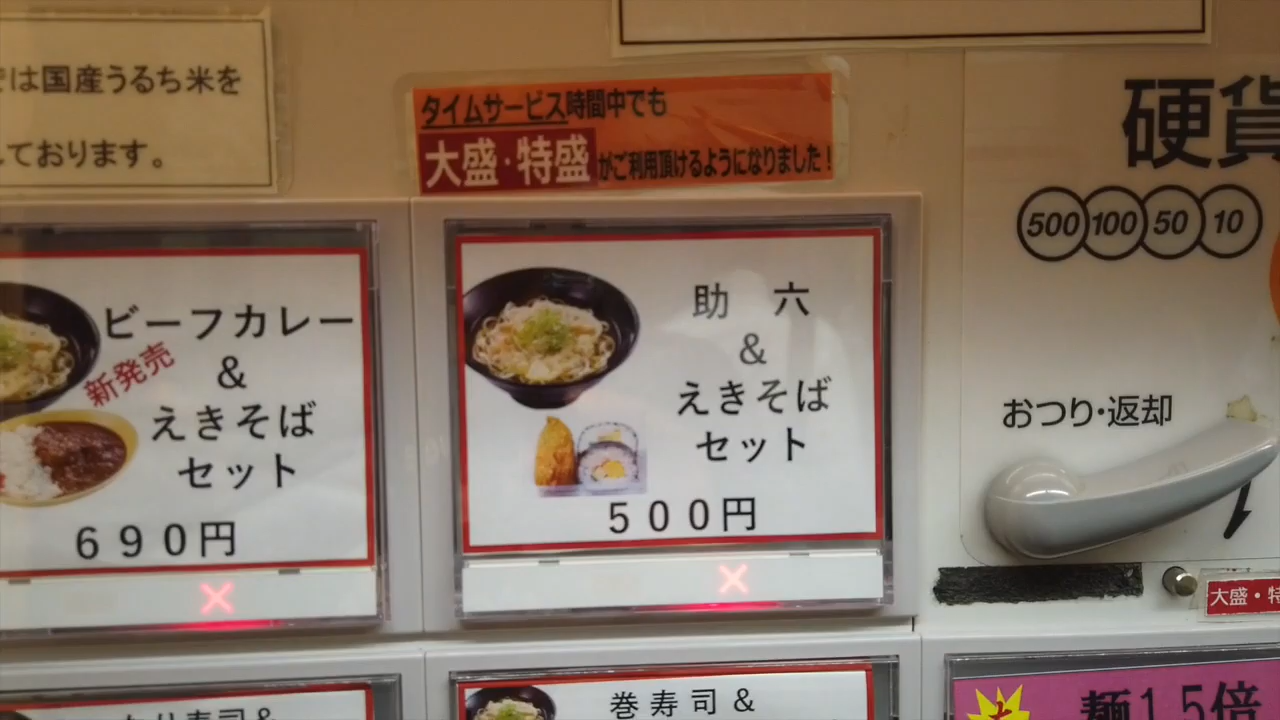 は国産うるち米を
ております。
タイムサービス時間中でも
大盛・特盛がご利用頂けるようになりました！
硬貨
500 100 50 10
ビーフカレー
&
新発売
えきそば
セット
690円
助 六
&
えきそば
セット
500円
おつり・返却
大盛・特
寿司&
巻寿司&
麺1.5倍